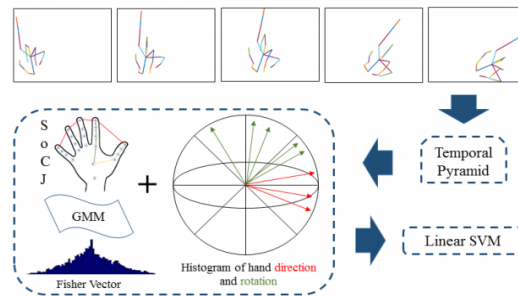 S
o
C
J
GMM
Fisher Vector
+
Histogram of hand direction
and rotation
Temporal
Pyramid
Linear SVM